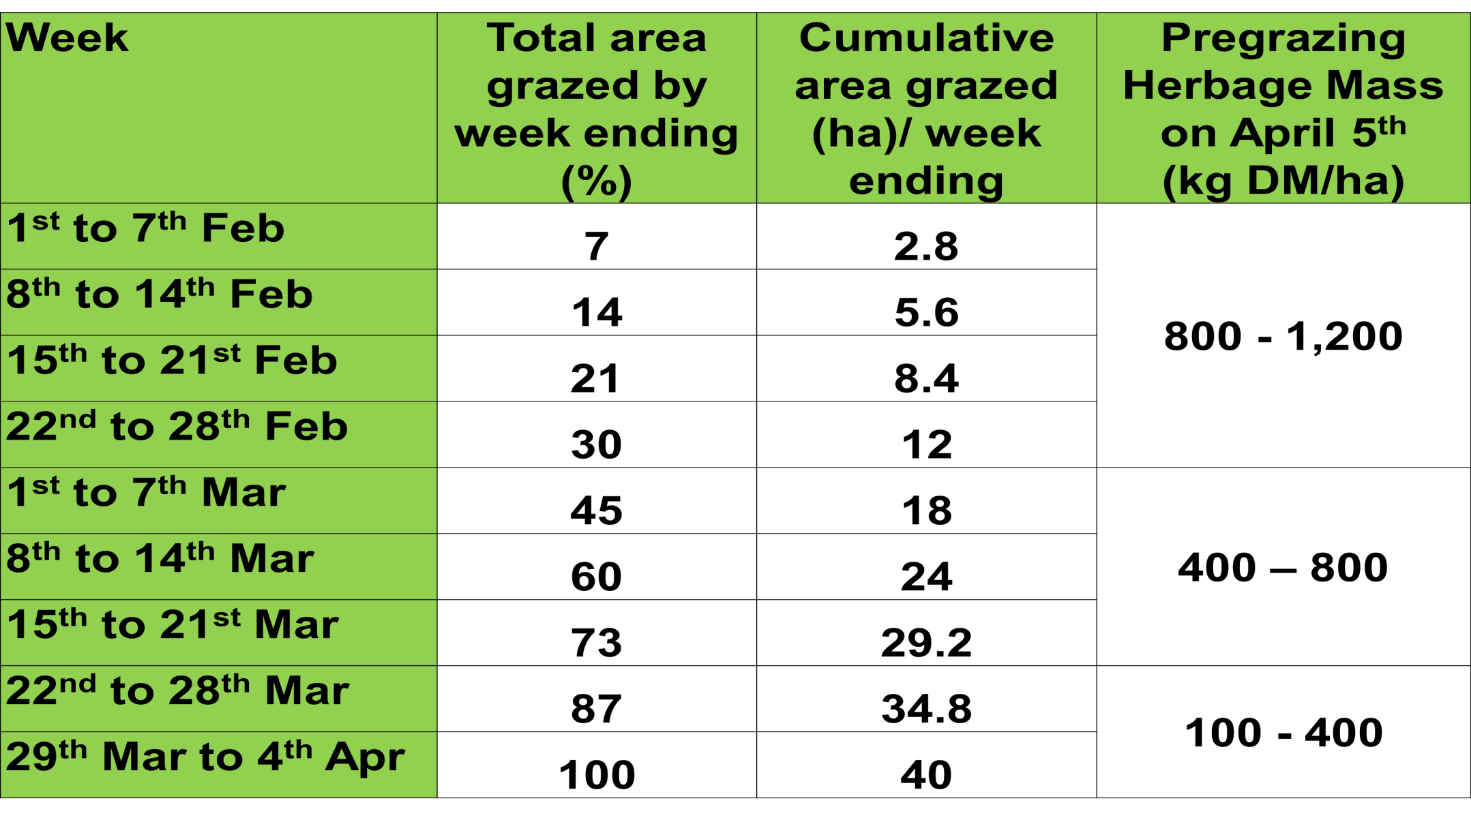 Week
Total area
grazed by
week ending
(%)
Cumulative
area grazed
(ha)/ week
ending
Pregrazing
Herbage Mass
on April 5th
(kg DM/ha)
1st to 7th Feb
7
2.8
800 - 1,200
8th to 14th Feb
14
5.6
15th to 21st Feb
21
8.4
22nd to 28th Feb
30
12
1st to 7th Mar
45
18
400 – 800
8th to 14th Mar
60
24
15th to 21st Mar
73
29.2
22nd to 28th Mar
87
34.8
100 - 400
29th Mar to 4th Apr
100
40